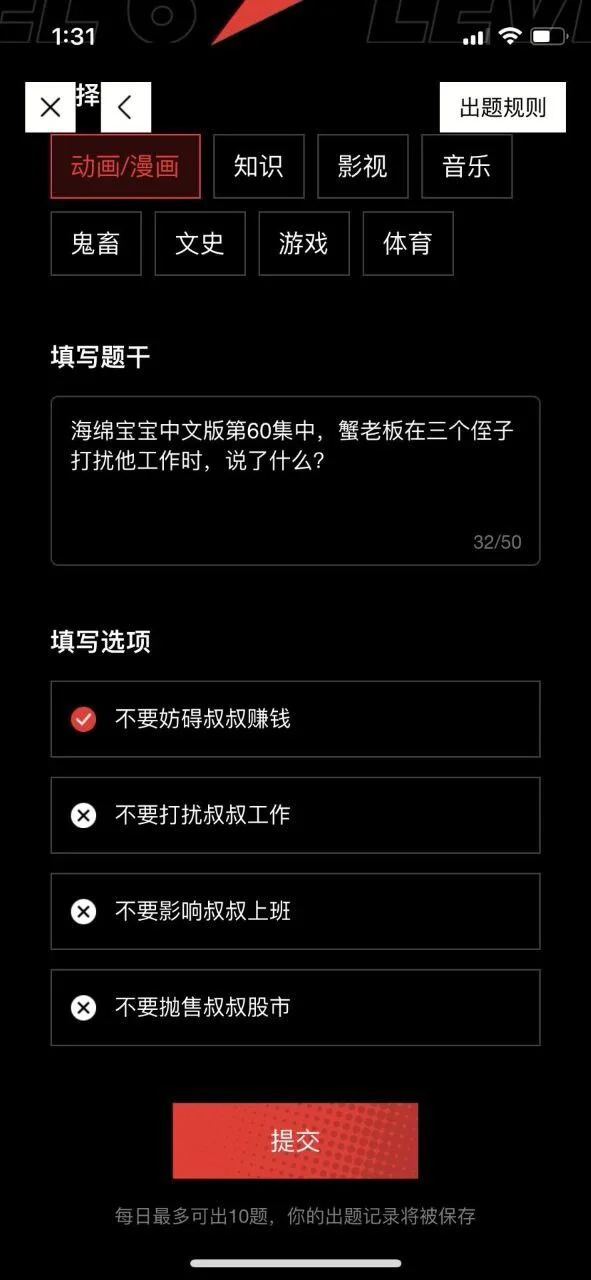 EL 6 LEVE
1:31
择
出题规则
动画/漫画 知识 影视 音乐
鬼畜 文史 游戏 体育
填写题干
海绵宝宝中文版第60集中，蟹老板在三个侄子
打扰他工作时，说了什么？
32/50
填写选项
不要妨碍叔叔赚钱
不要打扰叔叔工作
不要影响叔叔上班
不要抛售叔叔股市
提交
每日最多可出10题，你的出题记录将被保存